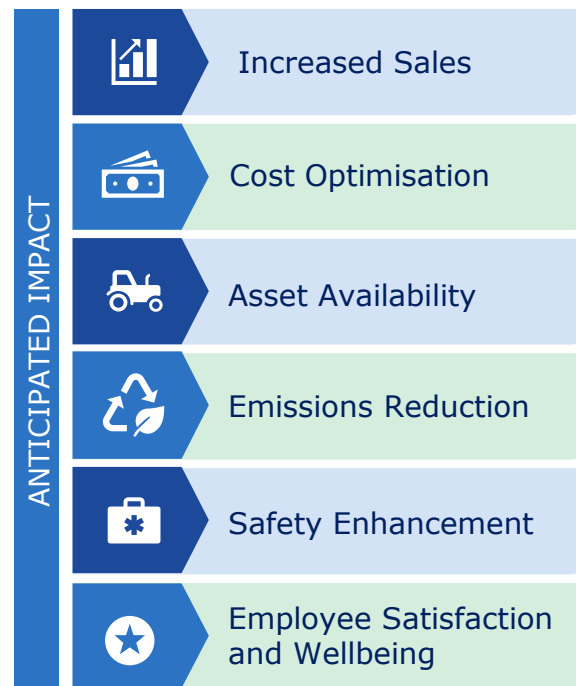 ANTICIPATED IMPACT
Increased Sales
Cost Optimisation
Asset Availability
Emissions Reduction
Safety Enhancement
Employee Satisfaction
and Wellbeing